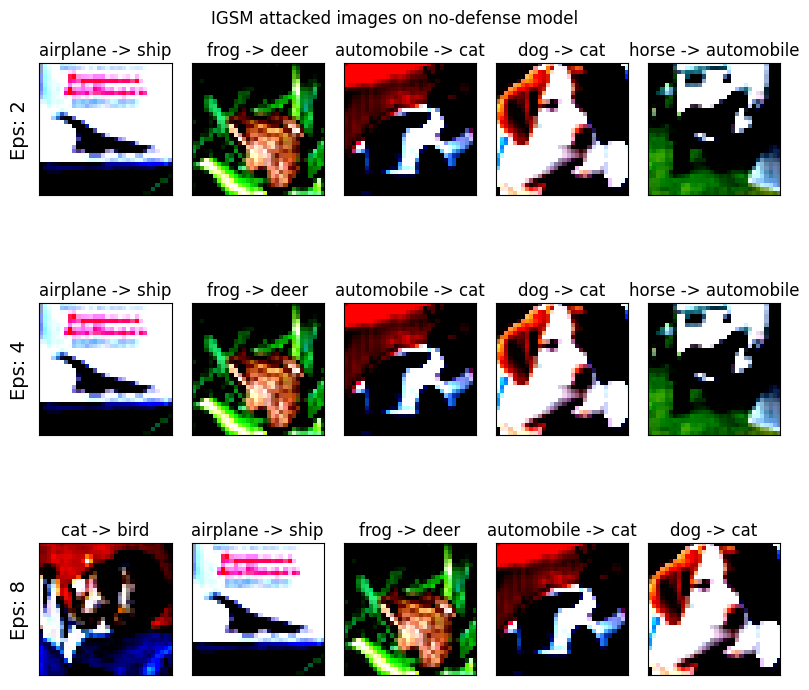 IGSM attacked images on no-defense model
airplane -> ship
frog -> deer
automobile -> cat
dog -> cat
horse -> automobile
Eps: 2
airplane -> ship
frog -> deer
automobile -> cat
dog -> cat
horse -> automobile
Eps: 4
cat -> bird
airplane -> ship
frog -> deer
automobile -> cat
dog -> cat
Eps: 8